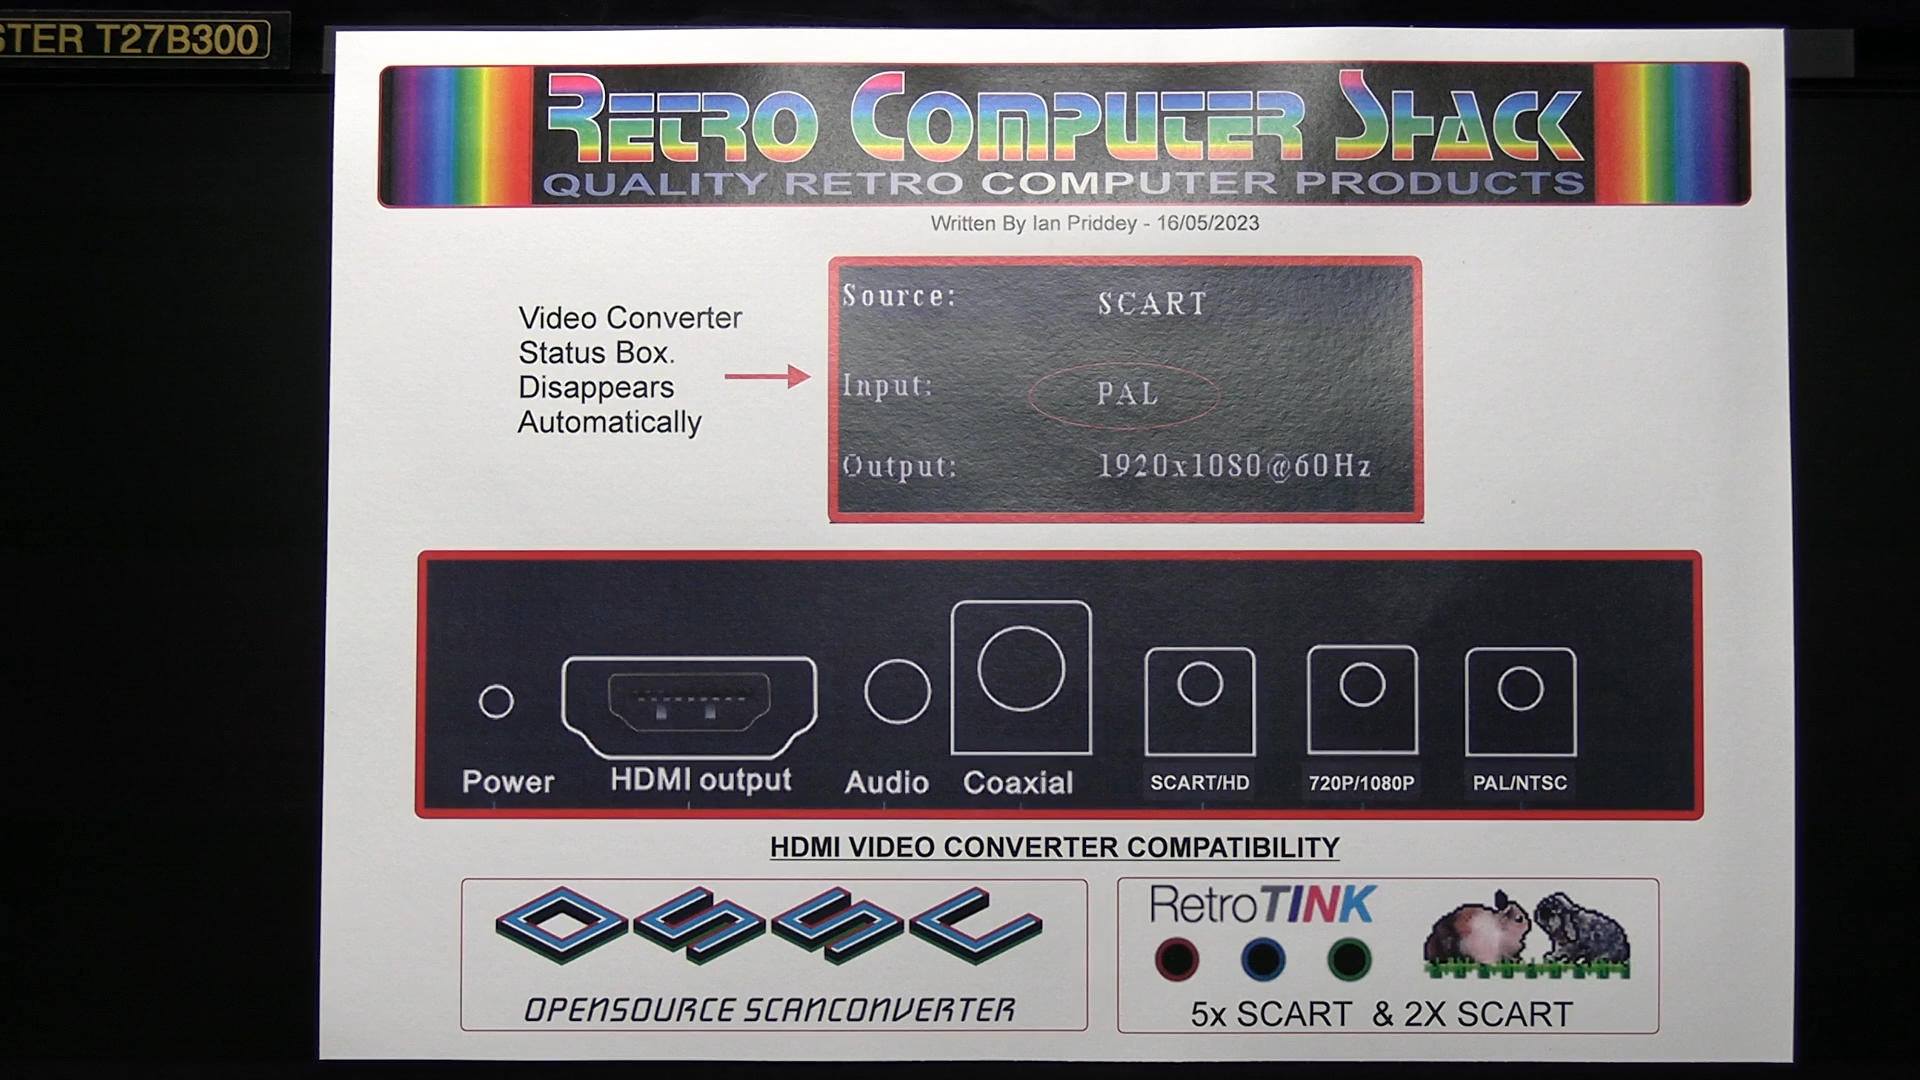 STER T27B300
RETRO COMPUTER SHACK
QUALITY RETRO COMPUTER PRODUCTS
Written By Ian Priddey - 16/05/2023
Video Converter
Status Box.
Disappears
Automatically
Source: SCART
Input: PAL
Output: 1920x1080@60Hz
Power HDMI output Audio Coaxial SCART/HD 720P/1080P PAL/NTSC
HDMI VIDEO CONVERTER COMPATIBILITY
OSSC
OPENSOURCE SCANCONVERTER
RetroTINK
5x SCART & 2X SCART